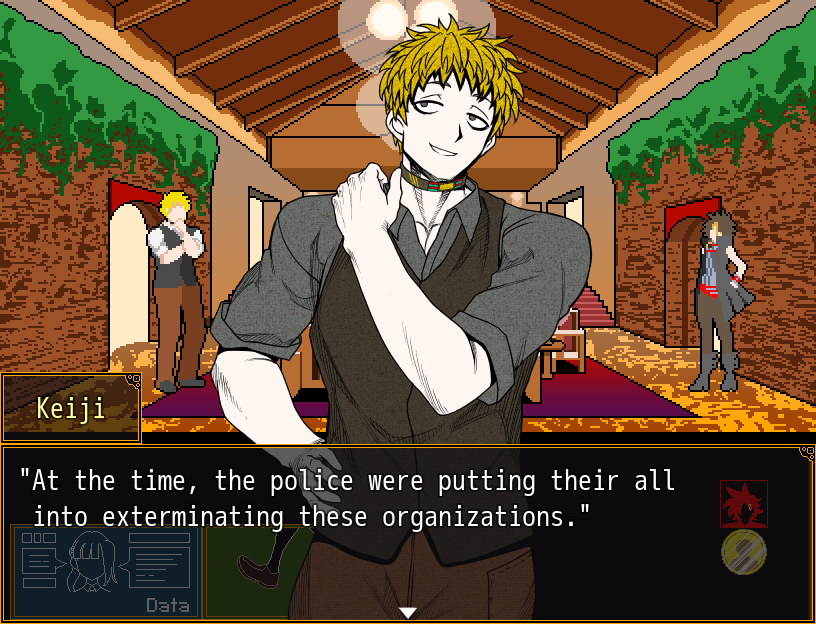 Keiji
"At the time, the police were putting their all
into exterminating these organizations."
Data